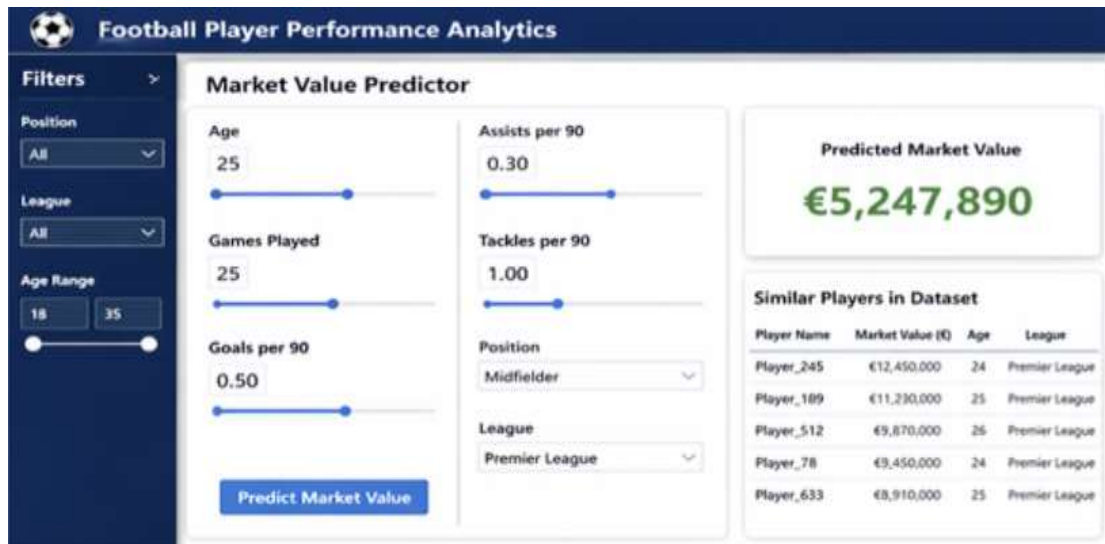 Football Player Performance Analytics
Filters
Position
All
League
All
Age Range
18 35
Market Value Predictor
Age
25
Games Played
25
Goals per 90
0.50
Predict Market Value
Assists per 90
0.30
Tackles per 90
1.00
Position
Midfielder
League
Premier League
Predicted Market Value
€5,247,890
Similar Players in Dataset
Player Name Market Value (€) Age League
Player_245 €12,450,000 24 Premier League
Player_189 €11,230,000 25 Premier League
Player_512 €9,870,000 26 Premier League
Player_78 €9,450,000 24 Premier League
Player_633 €8,910,000 25 Premier League